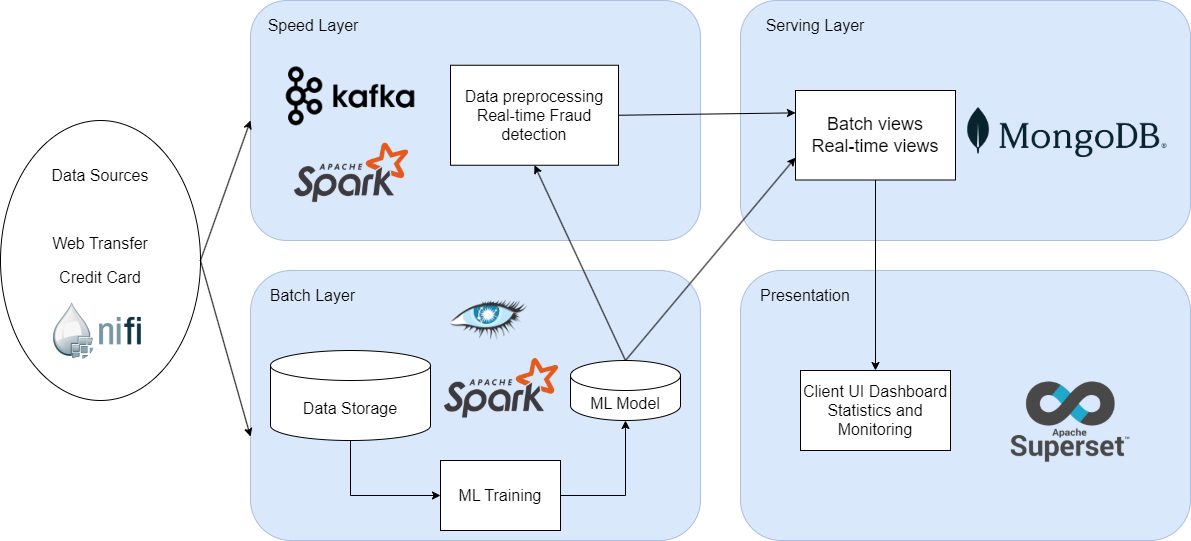 Data Sources
Web Transfer
Credit Card
nifi
Speed Layer
kafka
APACHE
Spark
Data preprocessing
Real-time Fraud
detection
Serving Layer
Batch views
Real-time views
MongoDB®
Batch Layer
Data Storage
APACHE
Spark
ML Model
ML Training
Presentation
Client UI Dashboard
Statistics and
Monitoring
Apache
Superset™